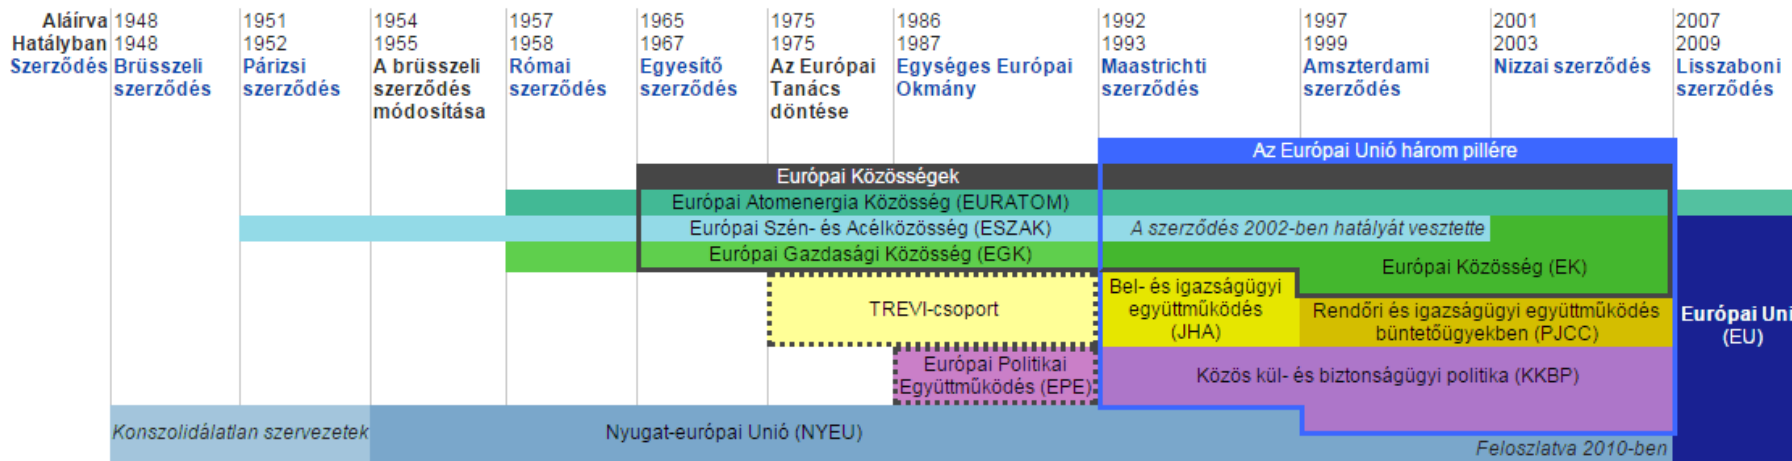 Aláírva 1948 1951 1954 1957 1965 1975 1986 1992 1997 2001 2007
Hatályban 1948 1952 1955 1958 1967 1975 1987 1993 1999 2003 2009
Szerződés Brüsszeli Párizsi A brüsszeli Római Egyesítő Az Európai Egységes Európai Maastrichti Amszterdami Nizzai szerződés Lisszaboni
szerződés szerződés szerződés szerződés szerződés Tanács Okmány szerződés szerződés szerződés
módosítása döntése
Az Európai Unió három pillére
Európai Közösségek
Európai Atomenergia Közösség (EURATOM)
Európai Szén- és Acélközösség (ESZAK) A szerződés 2002-ben hatályát vesztette
Európai Gazdasági Közösség (EGK)
Európai Közösség (EK)
TREVI-csoport
Bel- és igazságügyi
együttműködés
(JHA)
Rendőri és igazságügyi együttműködés
büntetőügyekben (PJCC)
Európai Uni
(EU)
Európai Politikai
Együttműködés (EPE)
Közös kül- és biztonságügyi politika (KKBP)
Konszolidálatlan szervezetek
Nyugat-európai Unió (NYEU)
Feloszlatva 2010-ben